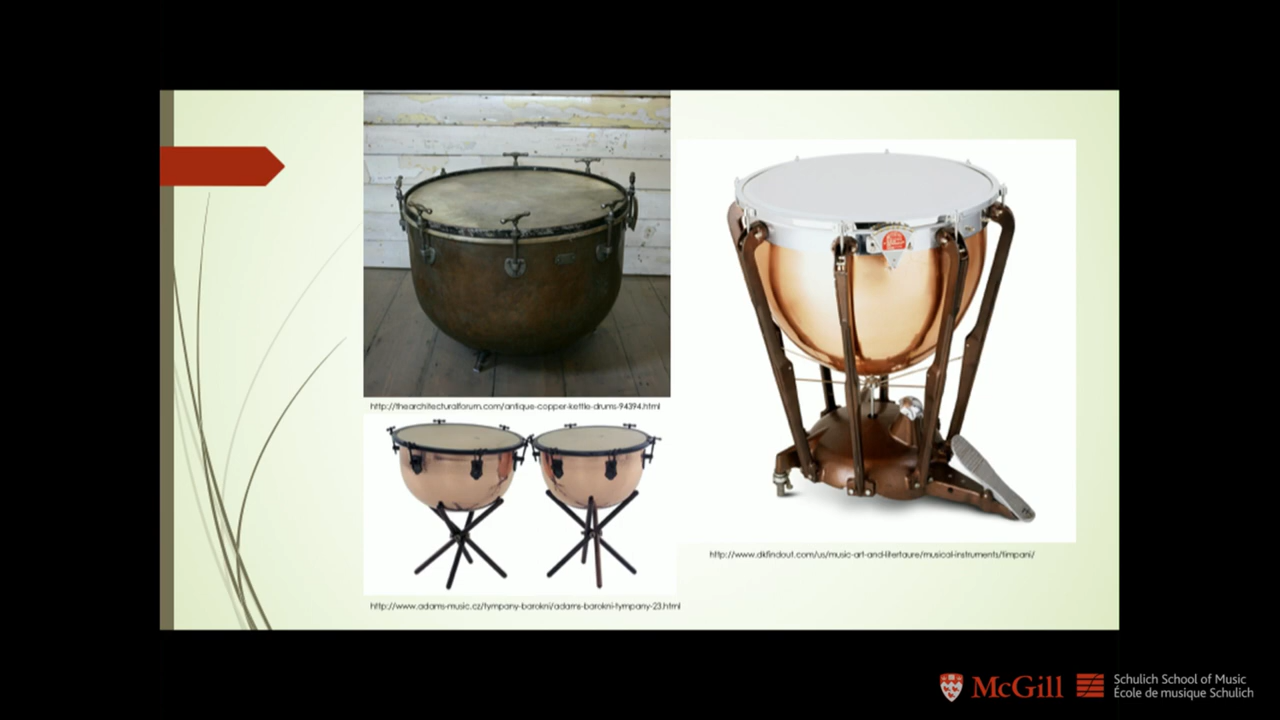 http://thearchitecturalforum.com/antique-copper-kettle-drums-94394.html
http://www.dkfindout.com/us/music-art-and-litertaure/musical-instruments/timpani/
http://www.adams-music.cz/tympany-barokni/adams-barokni-tympany-23.html
McGill
Schulich School of Music
École de musique Schulich